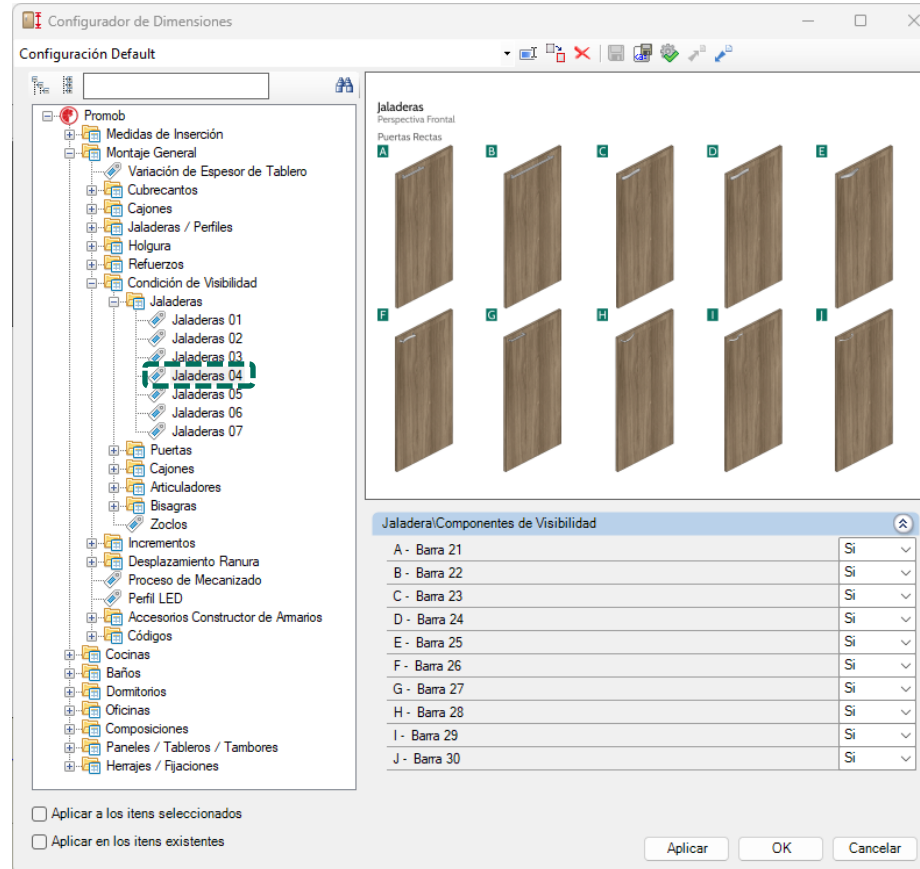 Configurador de Dimensiones
Configuración Default
Promob
Medidas de Inserción
Montaje General
Variación de Espesor de Tablero
Cubrecantos
Cajones
Jaladeras / Perfiles
Holgura
Refuerzos
Condición de Visibilidad
Jaladeras
Jaladeras 01
Jaladeras 02
Jaladeras 03
Jaladeras 04
Jaladeras 05
Jaladeras 06
Jaladeras 07
Puertas
Cajones
Articuladores
Bisagras
Zoclos
Incrementos
Desplazamiento Ranura
Proceso de Mecanizado
Perfil LED
Accesorios Constructor de Armarios
Códigos
Cocinas
Baños
Dormitorios
Oficinas
Composiciones
Paneles / Tableros / Tambores
Herrajes / Fijaciones
Jaladeras
Perspectiva Frontal
Puertas Rectas
A B C D E
F G H I J
Jaladera\Componentes de Visibilidad
A - Barra 21 Si
B - Barra 22 Si
C - Barra 23 Si
D - Barra 24 Si
E - Barra 25 Si
F - Barra 26 Si
G - Barra 27 Si
H - Barra 28 Si
I - Barra 29 Si
J - Barra 30 Si
Aplicar a los itens seleccionados
Aplicar en los itens existentes
Aplicar OK Cancelar